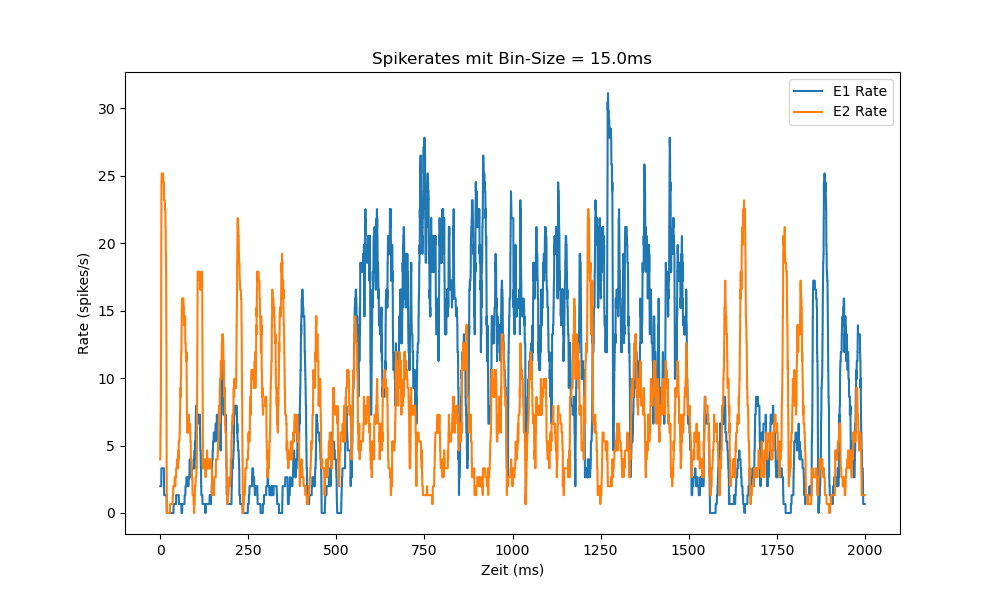 Spikerates mit Bin-Size = 15.0ms
E1 Rate
E2 Rate
Rate (spikes/s)
30
25
20
15
10
5
0
0 250 500 750 1000 1250 1500 1750 2000
Zeit (ms)